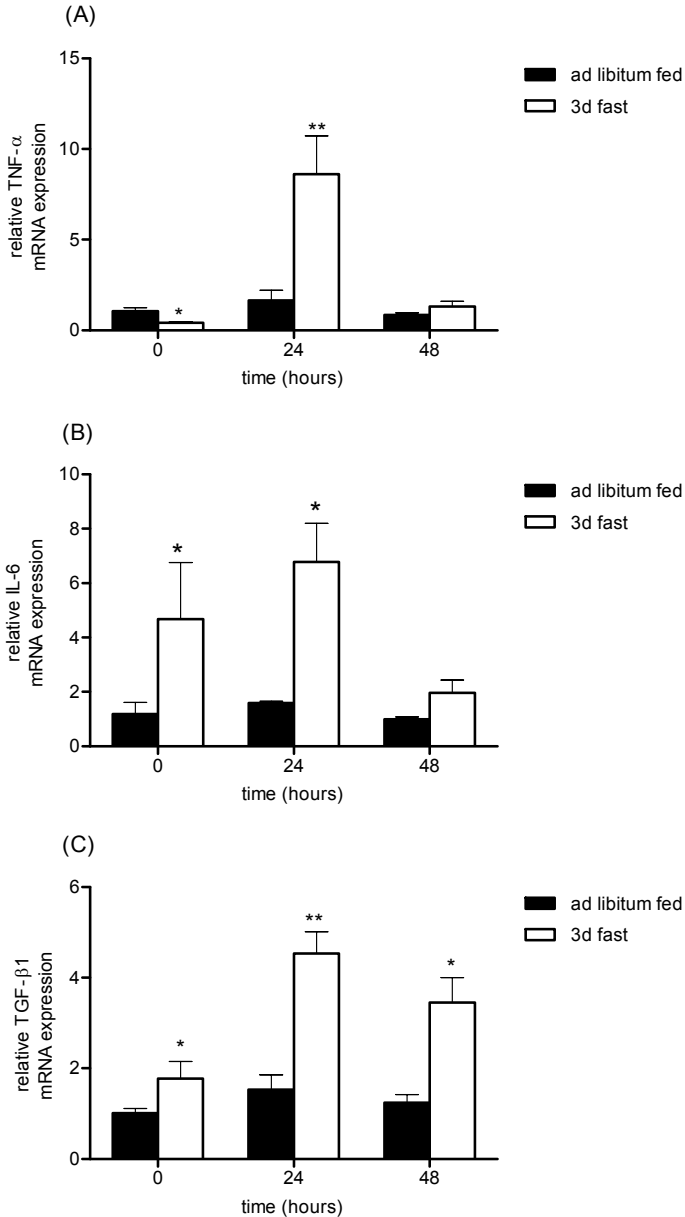 (A)
relative TNF-α
mRNA expression
15
10
5
0
**
*
0 24 48
time (hours)
ad libitum fed
3d fast
(B)
relative IL-6
mRNA expression
10
8
6
4
2
0
*
*
0 24 48
time (hours)
ad libitum fed
3d fast
(C)
relative TGF-β1
mRNA expression
6
4
2
0
**
*
*
0 24 48
time (hours)
ad libitum fed
3d fast